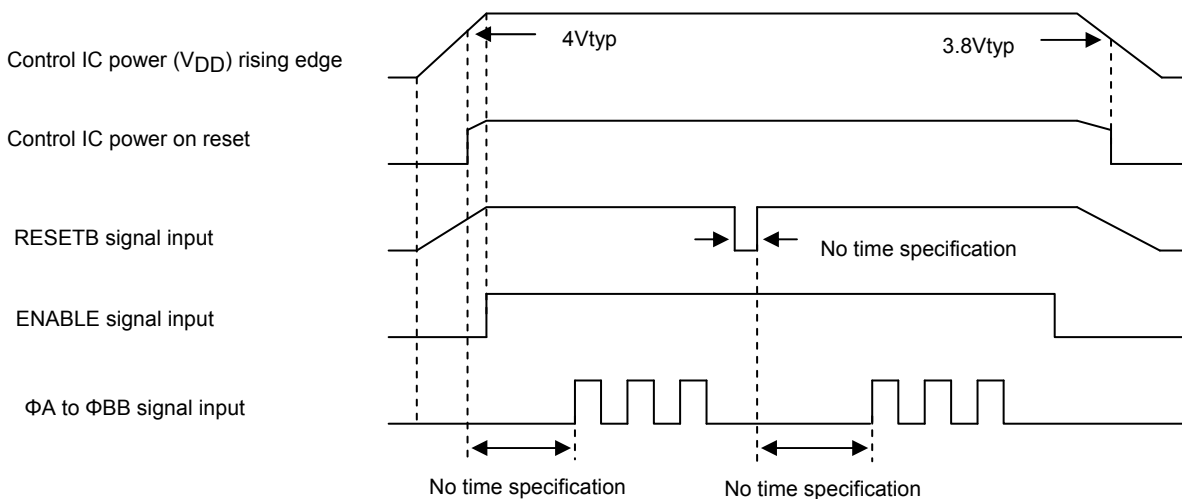 4Vtyp
3.8Vtyp
Control IC power (VDD) rising edge
Control IC power on reset
RESETB signal input
No time specification
ENABLE signal input
ΦA to ΦBB signal input
No time specification
No time specification